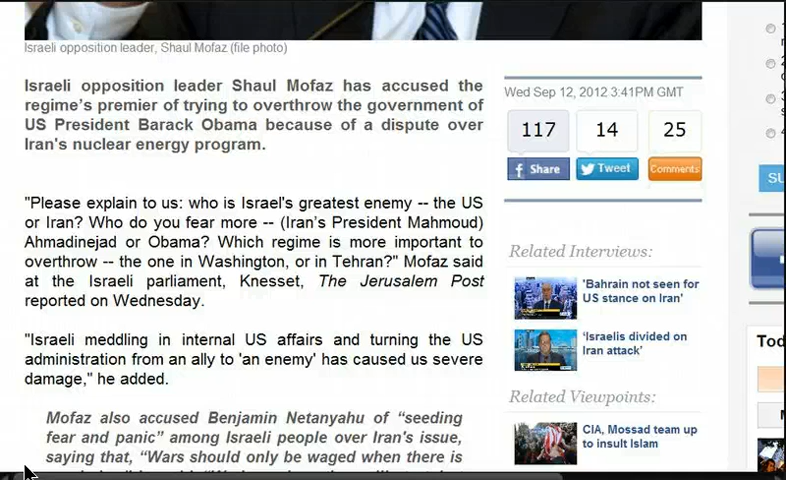 Israeli opposition leader, Shaul Mofaz (file photo)
Israeli opposition leader Shaul Mofaz has accused the
regime's premier of trying to overthrow the government of
US President Barack Obama because of a dispute over
Iran's nuclear energy program.
"Please explain to us: who is Israel's greatest enemy -- the US
or Iran? Who do you fear more -- (Iran's President Mahmoud)
Ahmadinejad or Obama? Which regime is more important to
overthrow -- the one in Washington, or in Tehran?" Mofaz said
at the Israeli parliament, Knesset, The Jerusalem Post
reported on Wednesday.
"Israeli meddling in internal US affairs and turning the US
administration from an ally to 'an enemy' has caused us severe
damage," he added.
Mofaz also accused Benjamin Netanyahu of “seeding
fear and panic” among Israeli people over Iran's issue,
saying that, “Wars should only be waged when there is
Wed Sep 12, 2012 3:41PM GMT
117 14 25
Share Tweet Comments
Related Interviews:
'Bahrain not seen for
US stance on Iran'
‘Israelis divided on
Iran attack’
Related Viewpoints:
CIA, Mossad team up
to insult Islam
SU
Tod